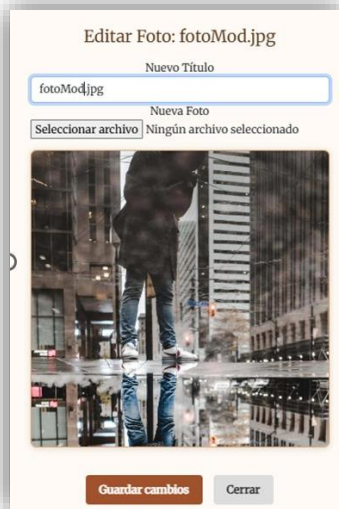 Editar Foto: fotoMod.jpg
Nuevo Título
fotoMod.jpg
Nueva Foto
Seleccionar archivo Ningún archivo seleccionado
Guardar cambios Cerrar